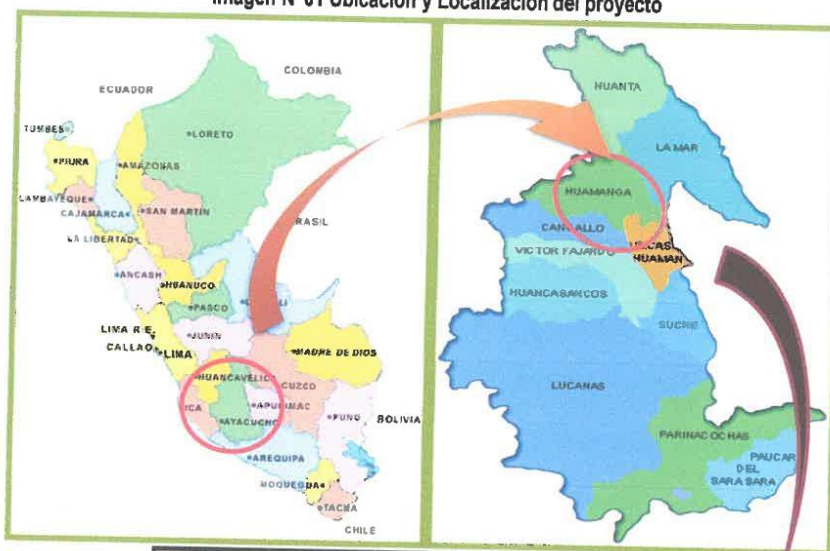 Imagen N° 01 Ubicación y Localización del proyecto
ECUADOR
COLOMBIA
TUMBES
LORETO
PIURA
AMAZONAS
LAMBAYEQUE
CAJAMARCA
SAN MARTIN
RASIL
LA LIBERTAD
ANCASH
HUANUCO
PASCO
LIMA R.E.
JUNIN
CALLAO
LIMA
MADRE DE DIOS
HUANCAVELICA
CUZCO
ICA
APURIMAC
AYACUCHO
PUNO
BOLIVIA
AREQUIPA
MOQUEGUA
TACNA
CHILE
HUANTA
LA MAR
HUAMANGA
CANGALLO
VILCAS
HUAMAN
VICTOR FAJARDO
HUANCASANCOS
SUCRE
LUCANAS
PARINACOCHAS
PAUCAR
DEL
SARA SARA